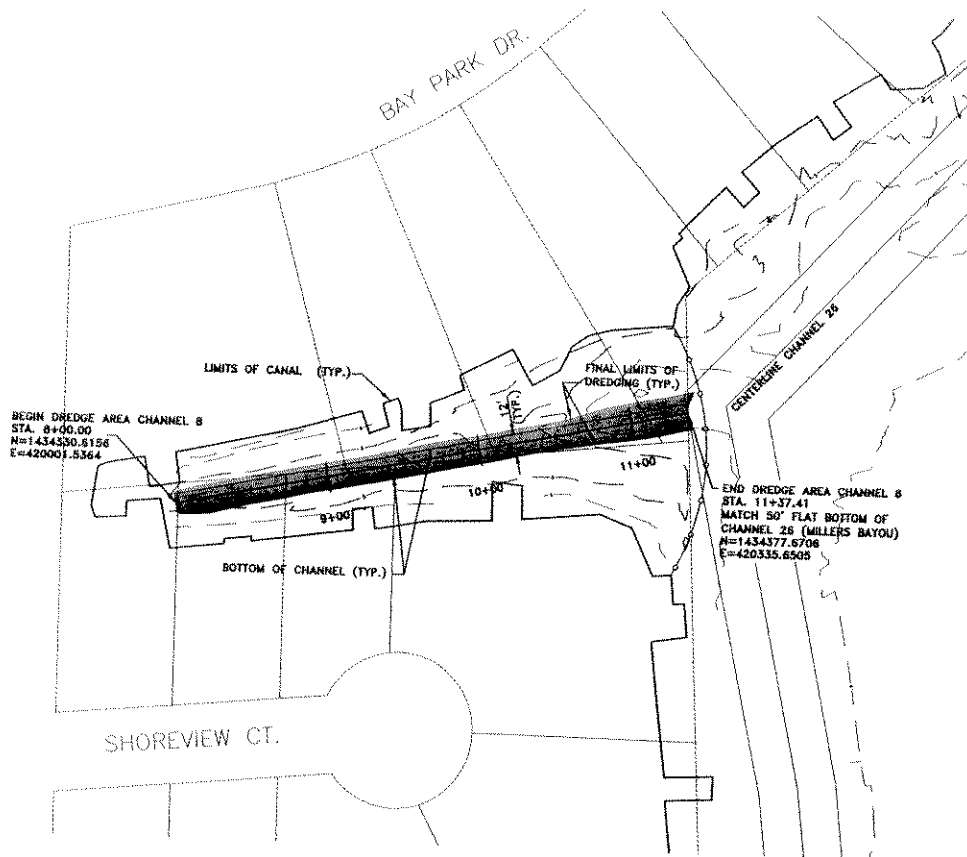 BAY PARK DR.
LIMITS OF CANAL (TYP.)
FINAL LIMITS OF
DREDGING (TYP.)
12'
(TYP.)
CENTERLINE CHANNEL 26
BEGIN DREDGE AREA CHANNEL 8
STA. 8+00.00
N=1434330.6156
E=420001.5364
9+00
10+00
11+00
BOTTOM OF CHANNEL (TYP.)
END DREDGE AREA CHANNEL 8
STA. 11+37.41
MATCH 50' FLAT BOTTOM OF
CHANNEL 26 (MILLERS BAYOU)
N=1434377.6706
E=420335.6505
SHOREVIEW CT.